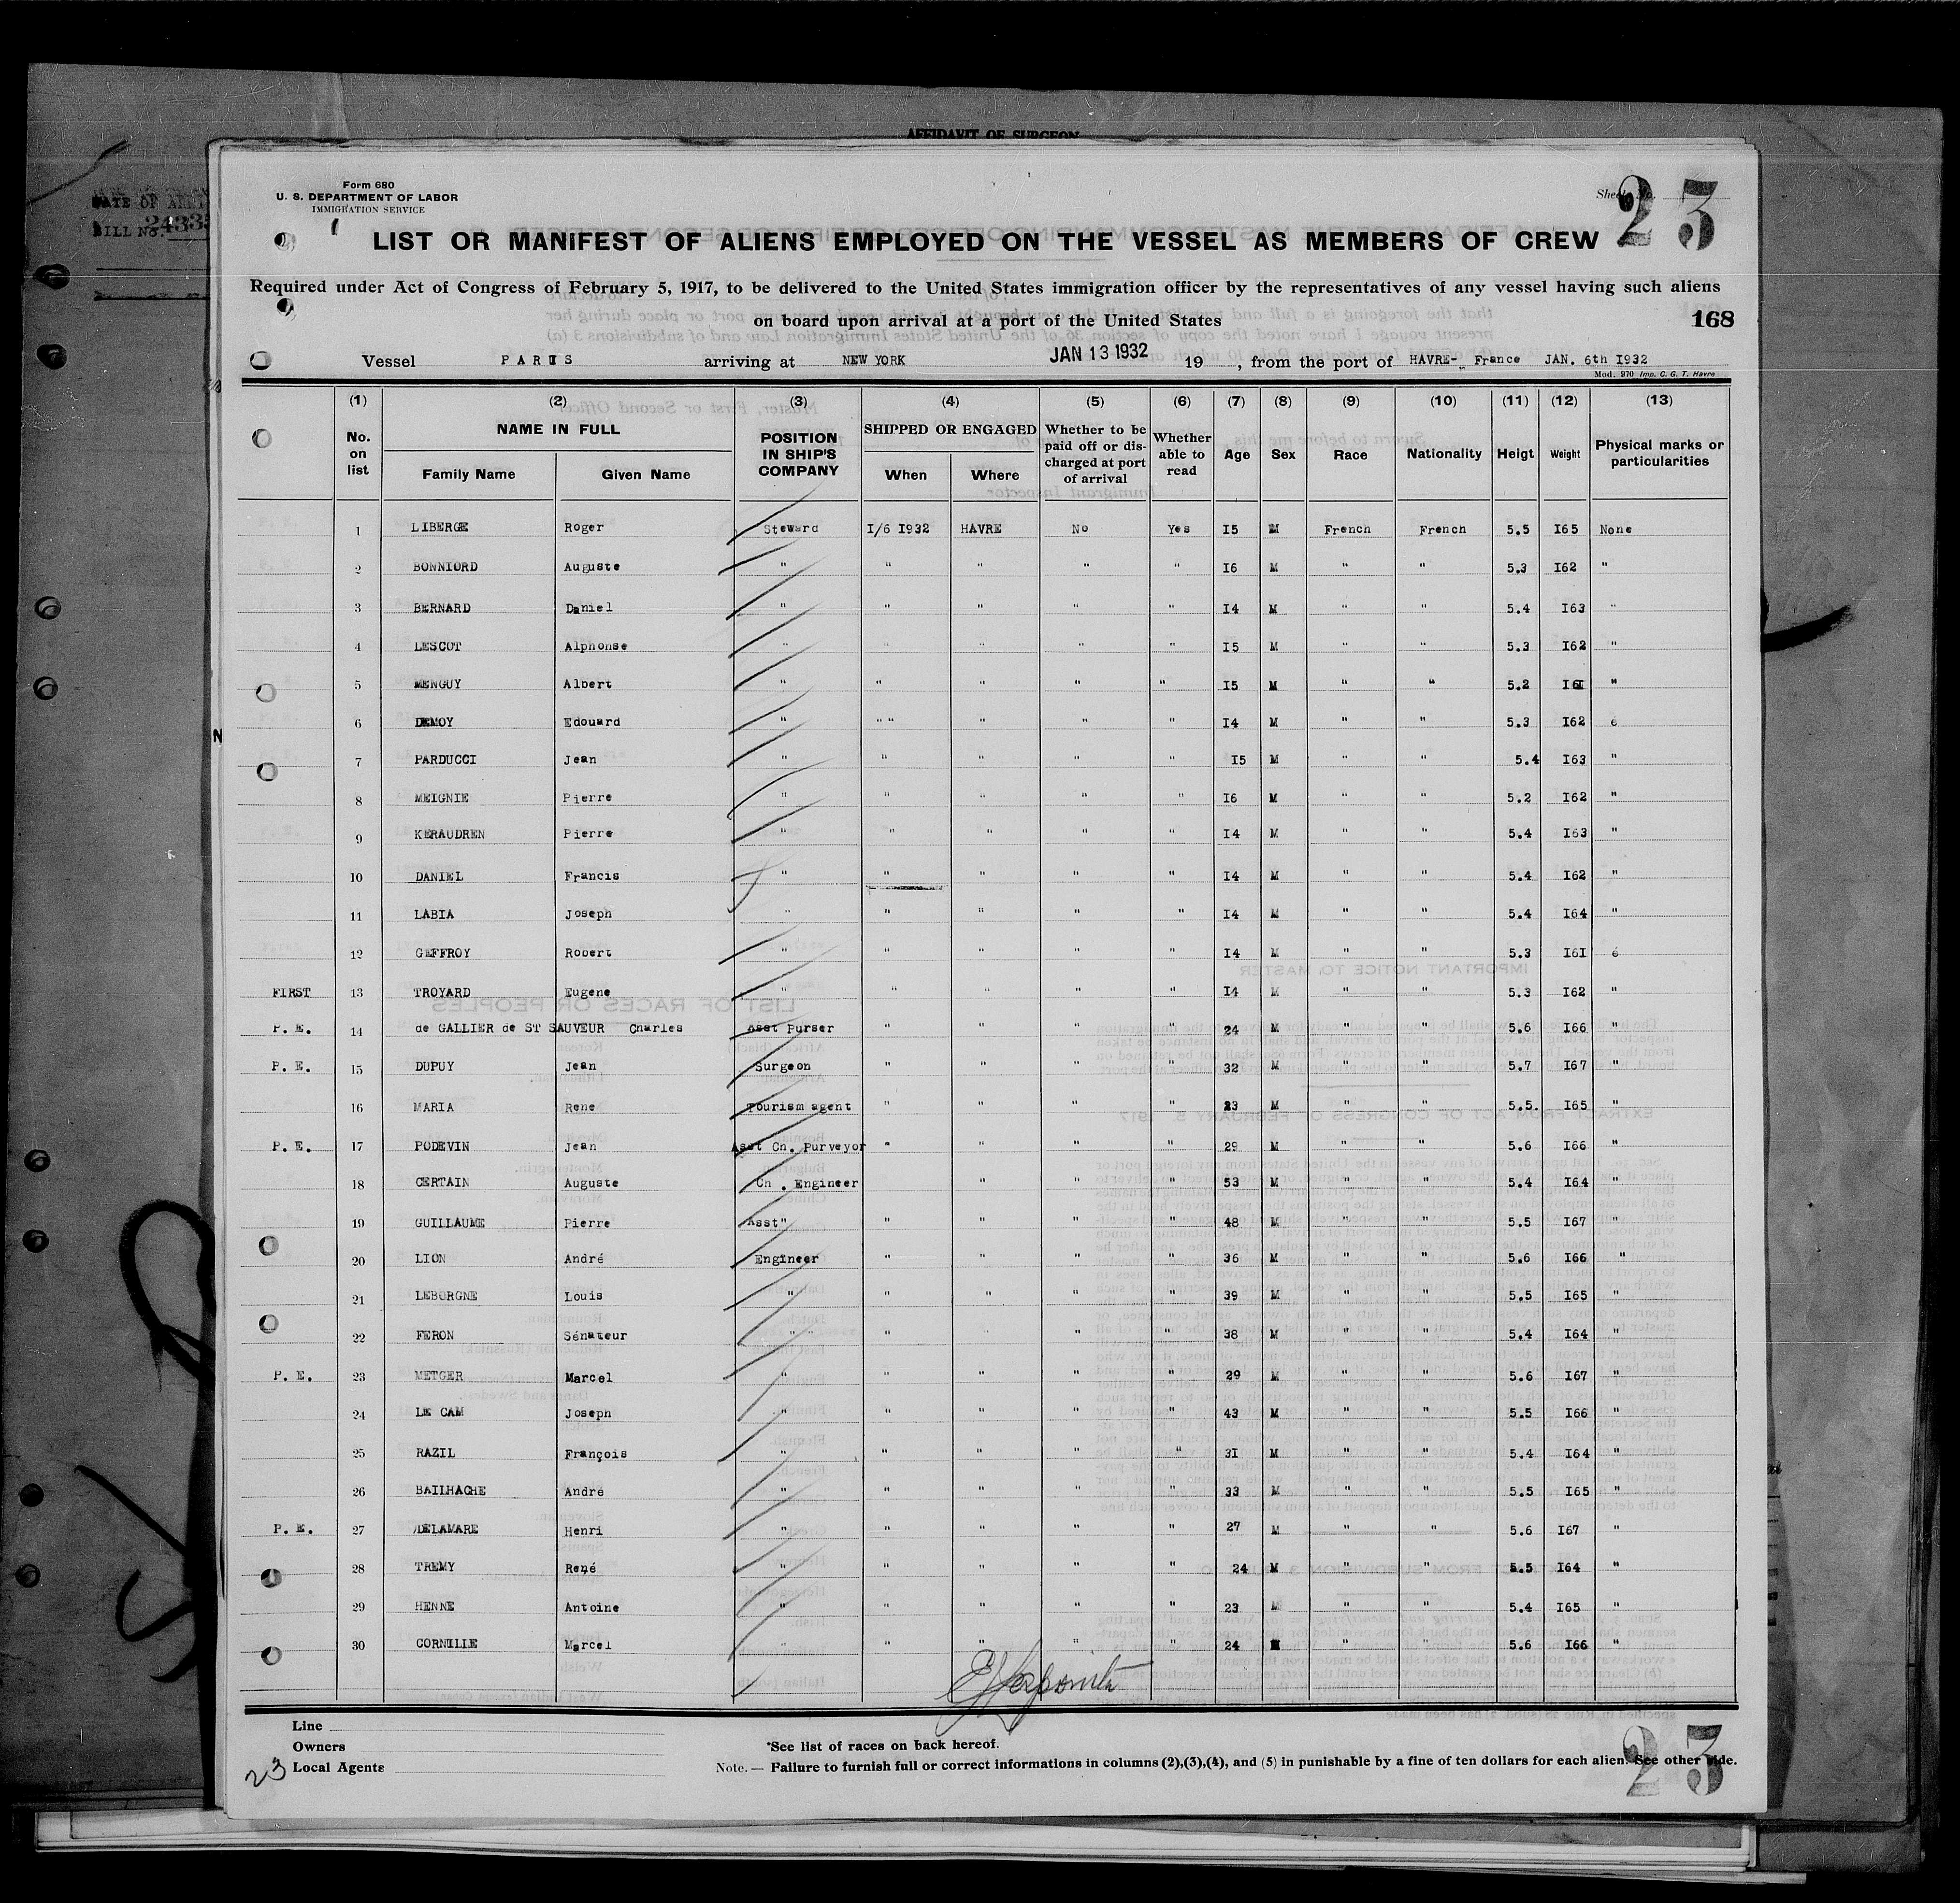 AFFIDAVIT OF SURGEON
DATE OF
BILL No. 2433
Form 680
U. S. DEPARTMENT OF LABOR
IMMIGRATION SERVICE
Sheet No.
23
LIST OR MANIFEST OF ALIENS EMPLOYED ON THE VESSEL AS MEMBERS OF CREW
Required under Act of Congress of February 5, 1917, to be delivered to the United States immigration officer by the representatives of any vessel having such aliens
on board upon arrival at a port of the United States
168
Vessel PARIS arriving at NEW YORK JAN 13 1932 19 , from the port of HAVRE- France JAN. 6th I932
Mod. 970 Imp. C. G. T. Havre
(1) (2) (3) (4) (5) (6) (7) (8) (9) (10) (11) (12) (13)
No. on list NAME IN FULL Family Name Given Name POSITION IN SHIP'S COMPANY SHIPPED OR ENGAGED When Where Whether to be paid off or discharged at port of arrival Whether able to read Age Sex Race Nationality Heigt Weight Physical marks or particularities
1 LIBERGE Roger Steward I/6 I932 HAVRE No Yes I5 M French French 5.5 I65 None
2 BONNIORD Auguste " " " " " I6 M " " 5.3 I62 "
3 BERNARD Daniel " " " " " I4 M " " 5.4 I63 "
4 LESCOT Alphonse " " " " " I5 M " " 5.3 I62 "
5 MENGUY Albert " " " " " I5 M " " 5.2 I6I "
6 DEMOY Edouard " " " " " " I4 M " " 5.3 I62 é
7 PARDUCCI Jean " " " " " I5 M " " 5.4 I63 "
8 MEIGNIE Pierre " " " " " I6 M " " 5.2 I62 "
9 KERAUDREN Pierre " " " " " I4 M " " 5.4 I63 "
10 DANIEL Francis " " " " " I4 M " " 5.4 I62 "
11 LABIA Joseph " " " " " I4 M " " 5.4 I64 "
12 GEFFROY Robert " " " " " I4 M " " 5.3 I6I é
FIRST 13 TROYARD Eugene " " " " " I4 M " " 5.3 I62 "
P. E. 14 de GALLIER de ST SAUVEUR Charles Asst Purser " " " " 24 M " " 5.6 I66 "
P. E. 15 DUPUY Jean Surgeon " " " " 32 M " " 5.7 I67 "
16 MARIA Rene Tourism agent " " " " 23 M " " 5.5. I65 "
P. E. 17 PODEVIN Jean Asst Ch. Purveyor " " " " 29 M " " 5.6 I66 "
18 CERTAIN Auguste Ch . Engineer " " " 53 M " " 5.4 I64 "
19 GUILLAUME Pierre Asst" " " " " 48 M " " 5.5 I67 "
20 LION André Engineer " " " " 36 M " " 5.6 I66 "
21 LEBORGNE Louis " " " " " 39 M " " 5.5 I65 "
22 FERON Sénateur " " " " " 38 M " " 5.4 I64 "
P. E. 23 METGER Marcel " " " " " 29 M " " 5.6 I67 "
24 LE CAM Joseph " " " " " 43 M " " 5.5 I66 "
25 RAZIL François " " " " " 3I M " " 5.4 I64 "
26 BAILHACHE André " " " " " 33 M " " 5.5 I65 "
P. E. 27 DELAMARE Henri " " " " " 27 M " " 5.6 I67 "
28 TREMY René " " " " " 24 M " " 5.5 I64 "
29 HENNE Antoine " " " " " 23 M " " 5.4 I65 "
30 CORNILLE Marcel " " " " " 24 M " " 5.6 I66 "
Line
Owners
Local Agents
23
*See list of races on back hereof.
Note. — Failure to furnish full or correct informations in columns (2),(3),(4), and (5) in punishable by a fine of ten dollars for each alien. See other side.
23